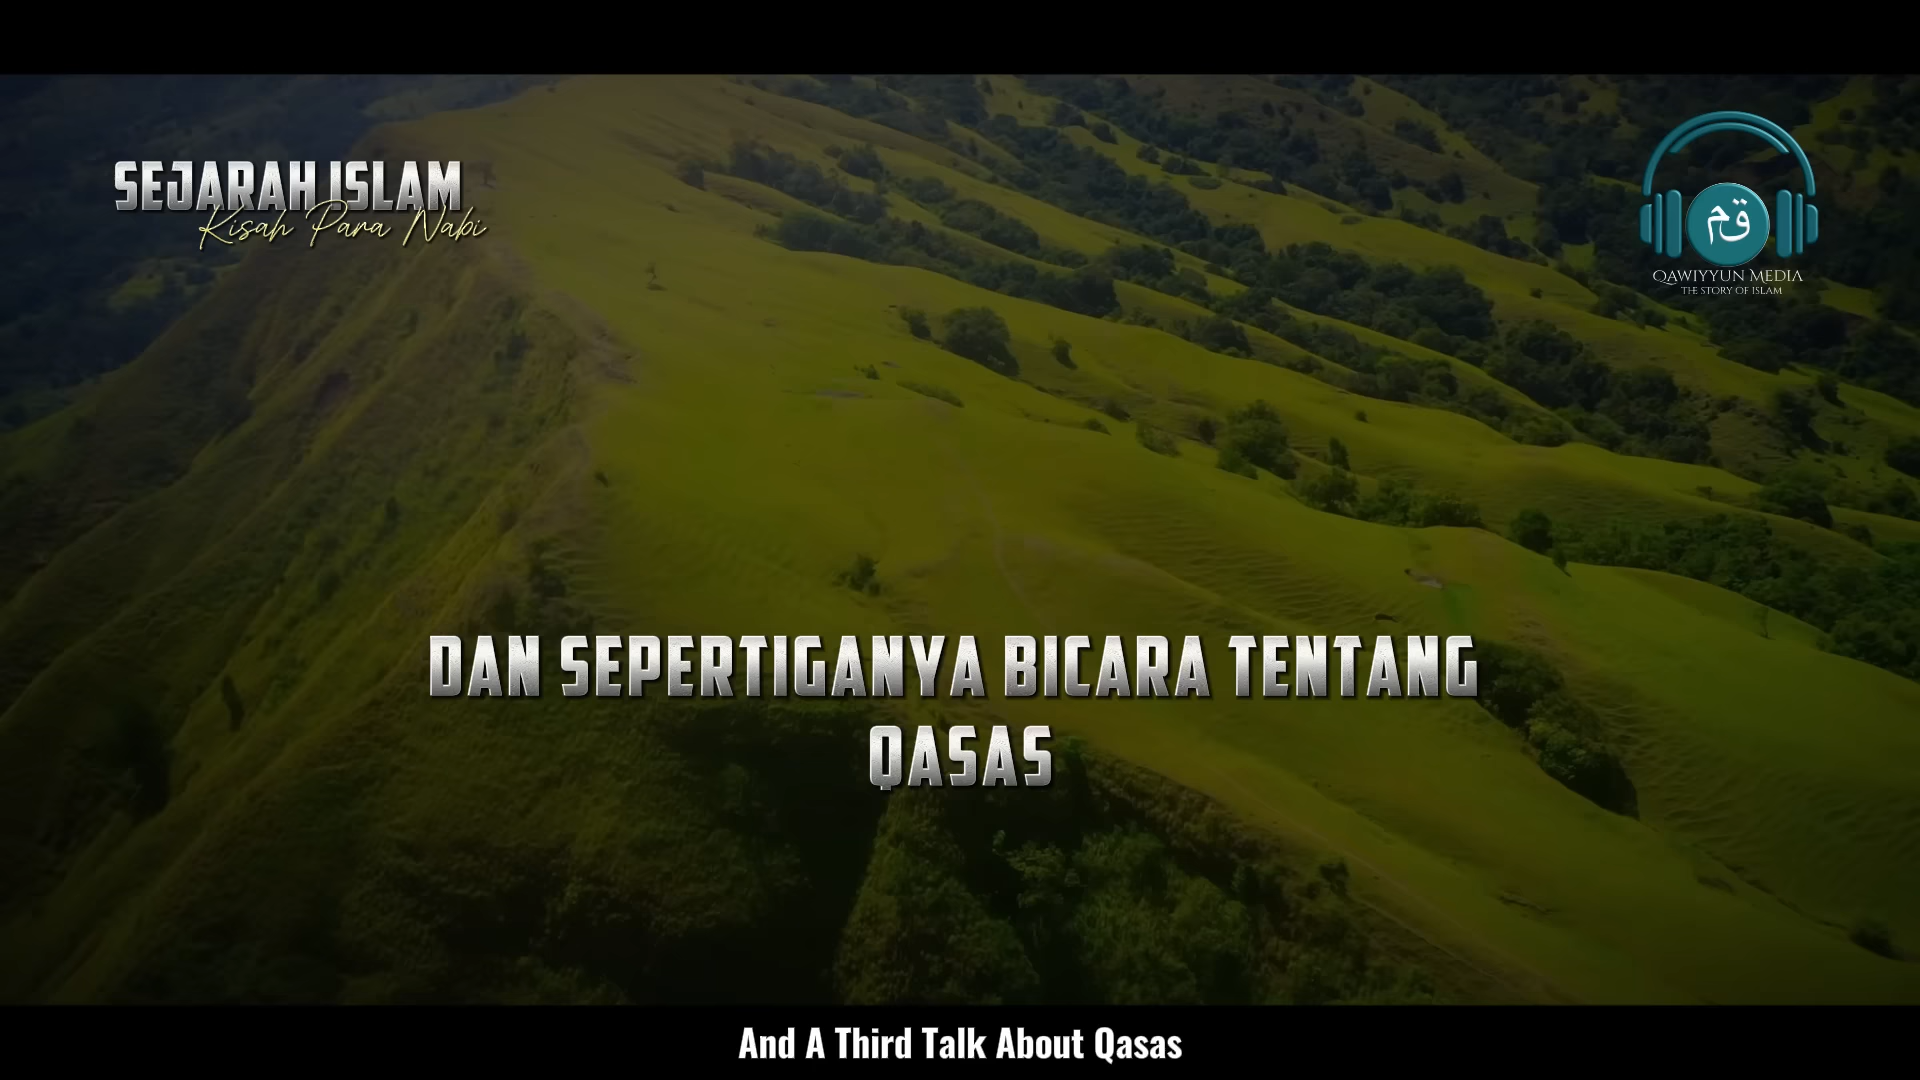 SEJARAH ISLAM
Kisah Para Nabi
قم
QAWIYYUN MEDIA
THE STORY OF ISLAM
DAN SEPERTIGANYA BICARA TENTANG
QASAS
And A Third Talk About Qasas